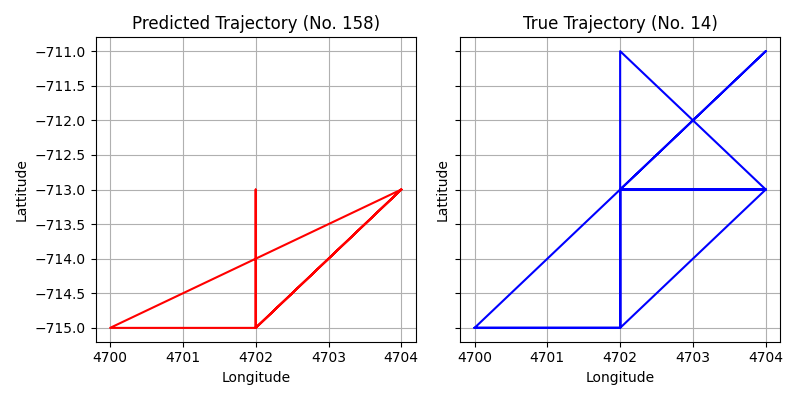 Predicted Trajectory (No. 158)
True Trajectory (No. 14)
−711.0
−711.5
−712.0
−712.5
−713.0
−713.5
−714.0
−714.5
−715.0
Lattitude
Lattitude
4700 4701 4702 4703 4704
4700 4701 4702 4703 4704
Longitude
Longitude